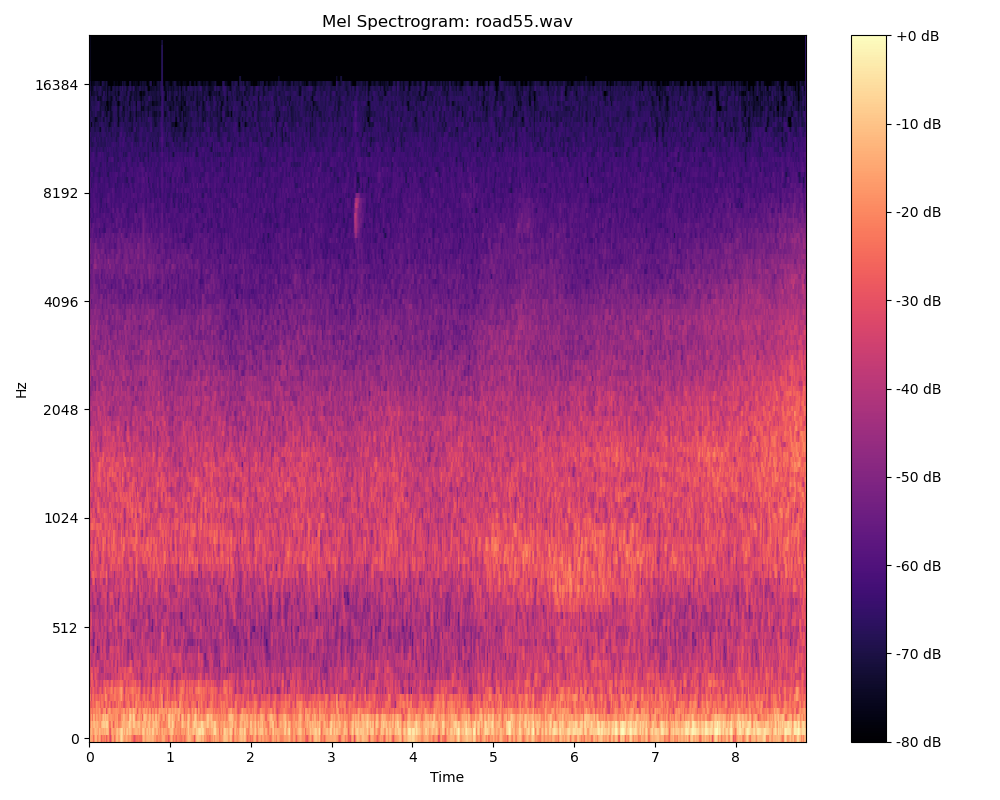 Mel Spectrogram: road55.wav
+0 dB
16384
-10 dB
8192
-20 dB
4096
-30 dB
Hz
2048
-40 dB
-50 dB
1024
-60 dB
512
-70 dB
0
-80 dB
0 1 2 3 4 5 6 7 8
Time